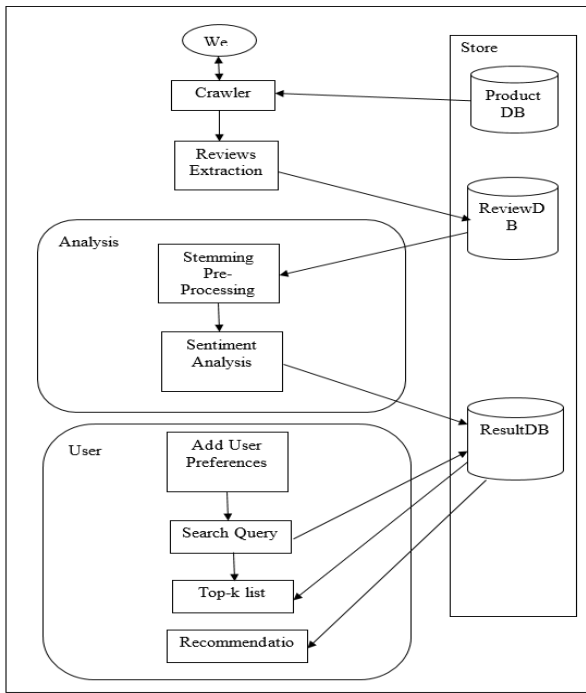 We
Store
Crawler
Product
DB
Reviews
Extraction
ReviewD
B
Analysis
Stemming
Pre-
Processing
Sentiment
Analysis
ResultDB
User
Add User
Preferences
Search Query
Top-k list
Recommendatio